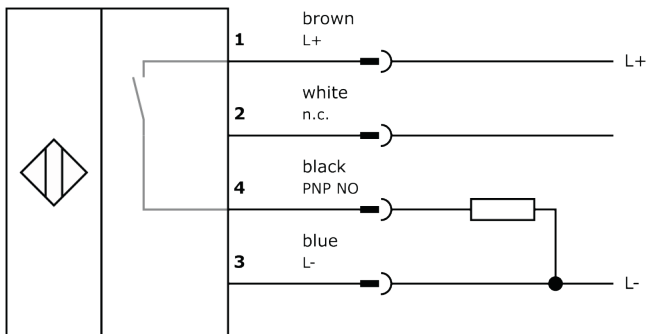 brown
1
L+
L+
white
2
n.c.
black
4
PNP NO
blue
3
L-
L-